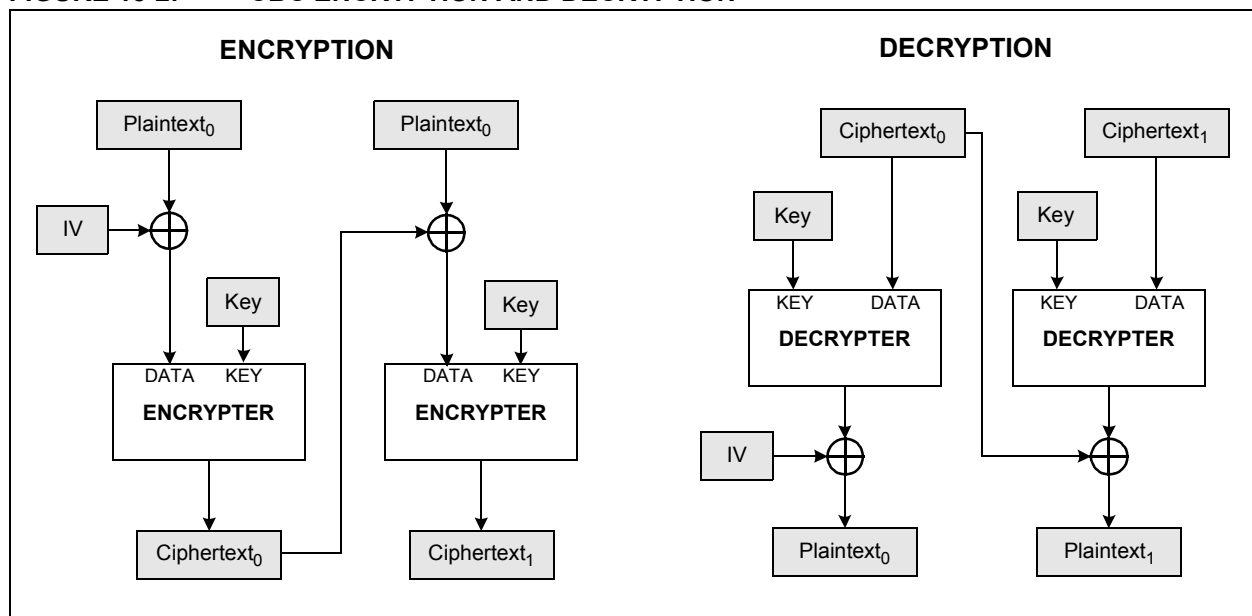 ENCRYPTION
Plaintext0
Plaintext0
IV
Key
Key
DATA KEY
ENCRYPTER
DATA KEY
ENCRYPTER
Ciphertext0
Ciphertext1
DECRYPTION
Ciphertext0
Ciphertext1
Key
Key
KEY DATA
DECRYPTER
KEY DATA
DECRYPTER
IV
Plaintext0
Plaintext1